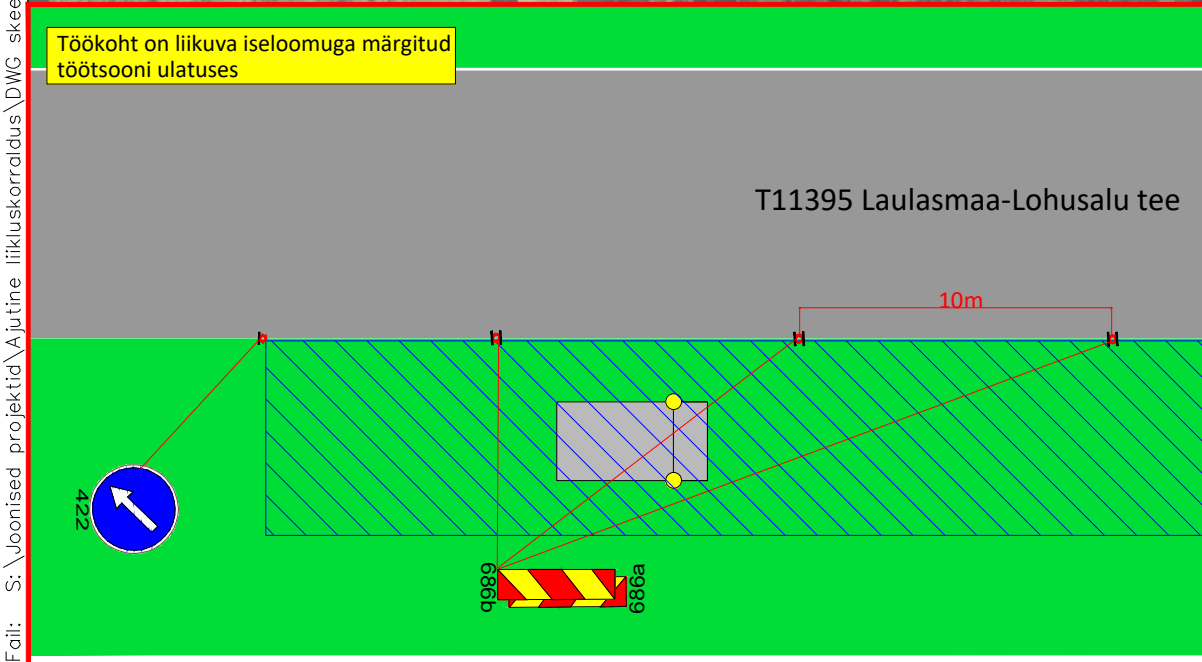 Töökoht on liikuva iseloomuga märgitud
töötsooni ulatuses
T11395 Laulasmaa-Lohusalu tee
10m
422
686b
686a
Fail: S:\Joonised projektid\Ajutine liikluskorraldus\DWG skee